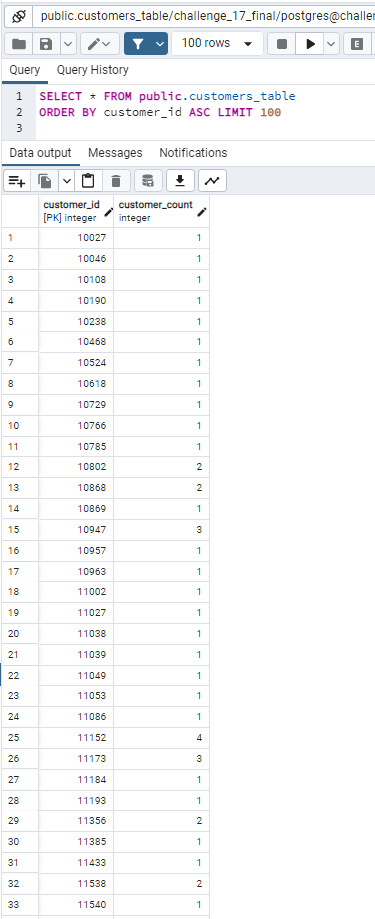 public.customers_table/challenge_17_final/postgres@challen
100 rows
E
Query Query History
1 SELECT * FROM public.customers_table
2 ORDER BY customer_id ASC LIMIT 100
3
Data output Messages Notifications
customer_id customer_count
[PK] integer integer
1 10027 1
2 10046 1
3 10108 1
4 10190 1
5 10238 1
6 10468 1
7 10524 1
8 10618 1
9 10729 1
10 10766 1
11 10785 1
12 10802 2
13 10868 2
14 10869 1
15 10947 3
16 10957 1
17 10963 1
18 11002 1
19 11027 1
20 11038 1
21 11039 1
22 11049 1
23 11053 1
24 11086 1
25 11152 4
26 11173 3
27 11184 1
28 11193 1
29 11356 2
30 11385 1
31 11433 1
32 11538 2
33 11540 1